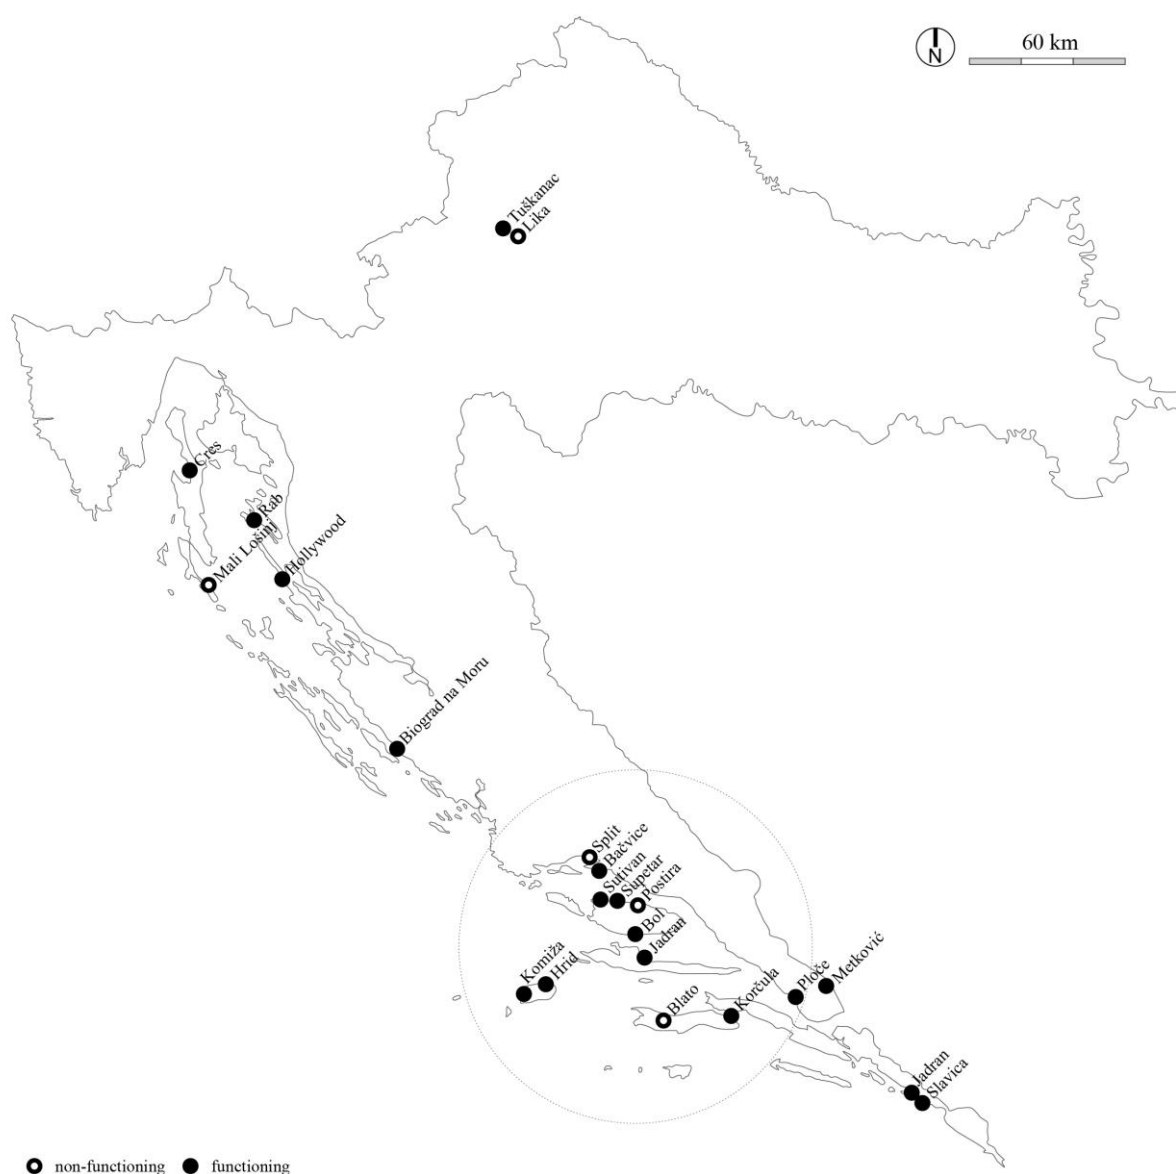 60 km
N
Tuškanac
Lika
Cres
Rab
Mali Lošinj
Hollywood
Biograd na Moru
Split
Bačvice
Sutivan
Supetar
Postira
Bol
Jadran
Komiža
Hrid
Blato
Korčula
Ploče
Metković
Jadran
Slavica
non-functioning
functioning